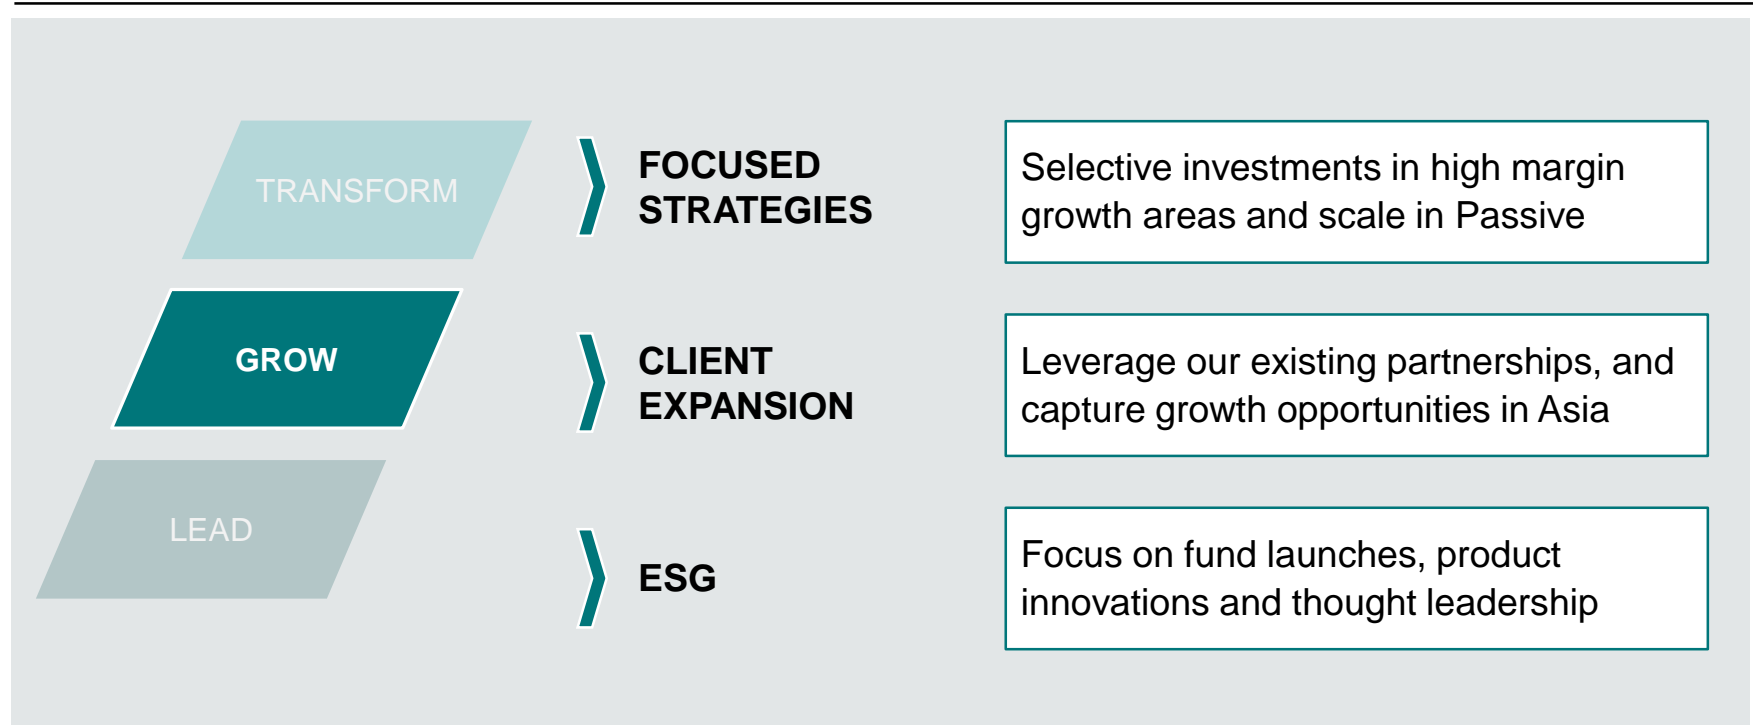 TRANSFORM
FOCUSED
STRATEGIES
Selective investments in high margin
growth areas and scale in Passive
GROW
CLIENT
EXPANSION
Leverage our existing partnerships, and
capture growth opportunities in Asia
LEAD
ESG
Focus on fund launches, product
innovations and thought leadership